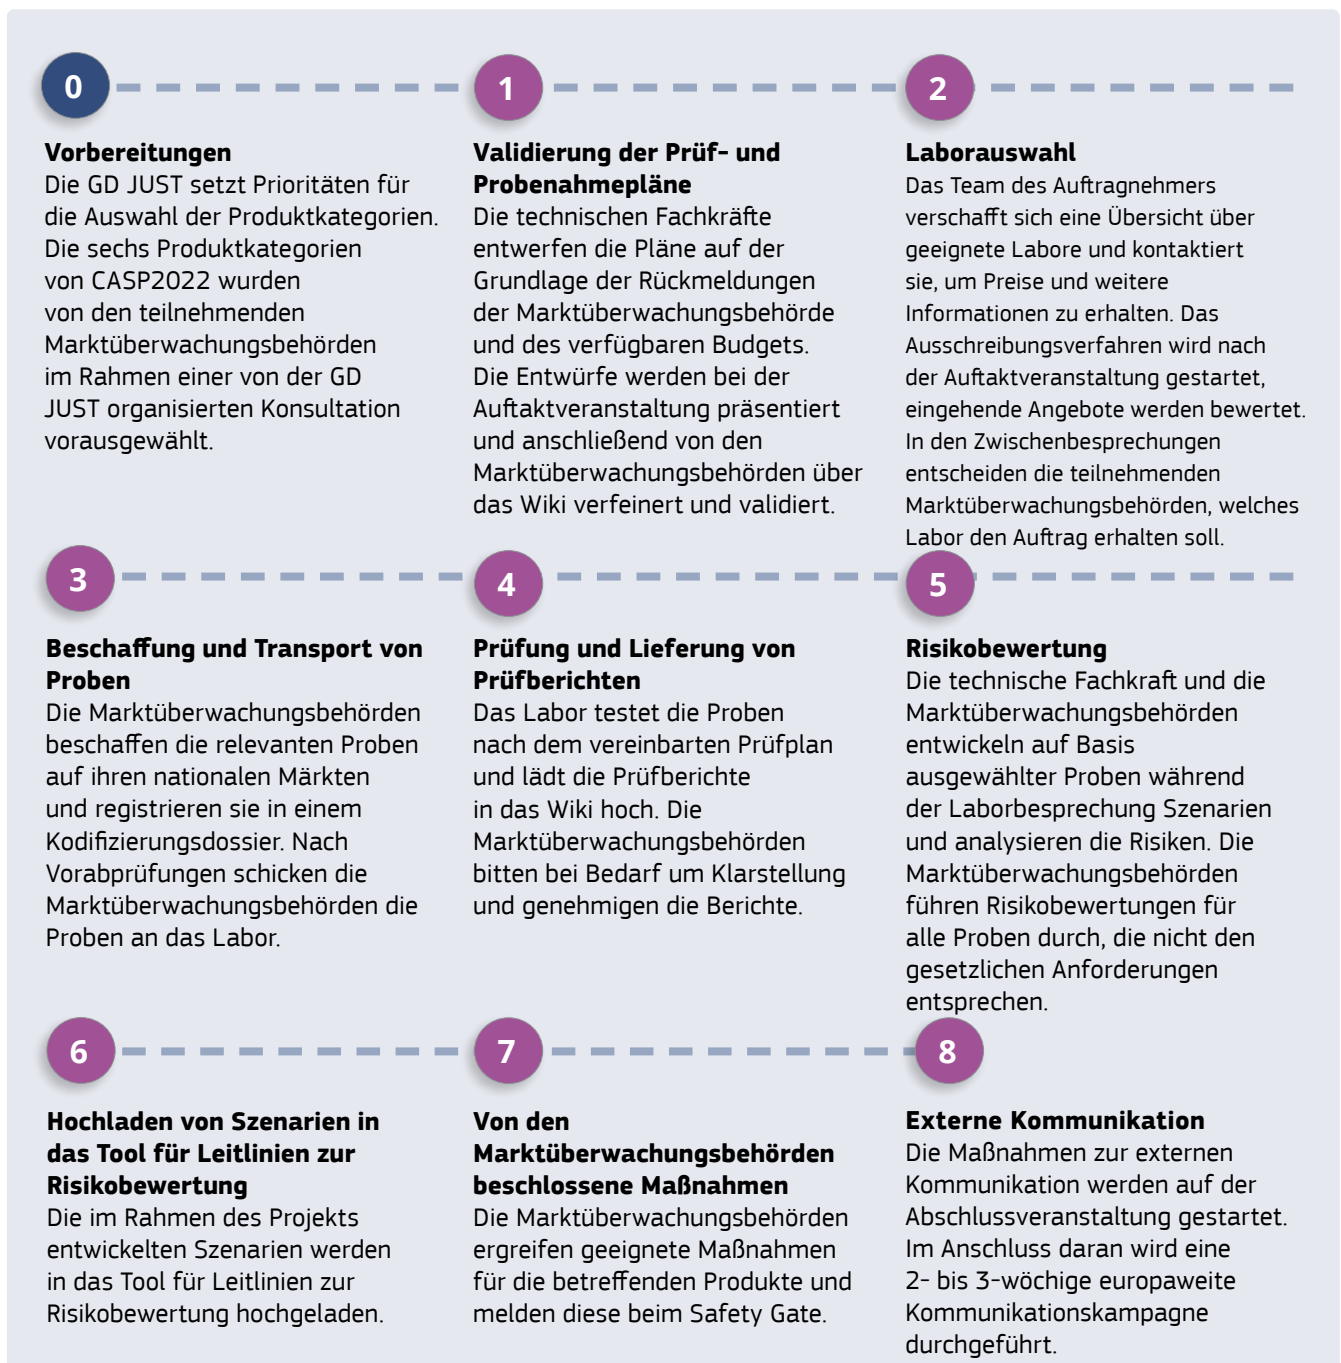 0
Vorbereitungen
Die GD JUST setzt Prioritäten für
die Auswahl der Produktkategorien.
Die sechs Produktkategorien
von CASP2022 wurden
von den teilnehmenden
Marktüberwachungsbehörden
im Rahmen einer von der GD
JUST organisierten Konsultation
vorausgewählt.
1
Validierung der Prüf- und
Probenahmepläne
Die technischen Fachkräfte
entwerfen die Pläne auf der
Grundlage der Rückmeldungen
der Marktüberwachungsbehörde
und des verfügbaren Budgets.
Die Entwürfe werden bei der
Auftaktveranstaltung präsentiert
und anschließend von den
Marktüberwachungsbehörden über
das Wiki verfeinert und validiert.
2
Laborauswahl
Das Team des Auftragnehmers
verschafft sich eine Übersicht über
geeignete Labore und kontaktiert
sie, um Preise und weitere
Informationen zu erhalten. Das
Ausschreibungsverfahren wird nach
der Auftaktveranstaltung gestartet,
eingehende Angebote werden bewertet.
In den Zwischenbesprechungen
entscheiden die teilnehmenden
Marktüberwachungsbehörden, welches
Labor den Auftrag erhalten soll.
3
Beschaffung und Transport von
Proben
Die Marktüberwachungsbehörden
beschaffen die relevanten Proben
auf ihren nationalen Märkten
und registrieren sie in einem
Kodifizierungsdossier. Nach
Vorabprüfungen schicken die
Marktüberwachungsbehörden die
Proben an das Labor.
4
Prüfung und Lieferung von
Prüfberichten
Das Labor testet die Proben
nach dem vereinbarten Prüfplan
und lädt die Prüfberichte
in das Wiki hoch. Die
Marktüberwachungsbehörden
bitten bei Bedarf um Klarstellung
und genehmigen die Berichte.
5
Risikobewertung
Die technische Fachkraft und die
Marktüberwachungsbehörden
entwickeln auf Basis
ausgewählter Proben während
der Laborbesprechung Szenarien
und analysieren die Risiken. Die
Marktüberwachungsbehörden
führen Risikobewertungen für
alle Proben durch, die nicht den
gesetzlichen Anforderungen
entsprechen.
6
Hochladen von Szenarien in
das Tool für Leitlinien zur
Risikobewertung
Die im Rahmen des Projekts
entwickelten Szenarien werden
in das Tool für Leitlinien zur
Risikobewertung hochgeladen.
7
Von den
Marktüberwachungsbehörden
beschlossene Maßnahmen
Die Marktüberwachungsbehörden
ergreifen geeignete Maßnahmen
für die betreffenden Produkte und
melden diese beim Safety Gate.
8
Externe Kommunikation
Die Maßnahmen zur externen
Kommunikation werden auf der
Abschlussveranstaltung gestartet.
Im Anschluss daran wird eine
2- bis 3-wöchige europaweite
Kommunikationskampagne
durchgeführt.